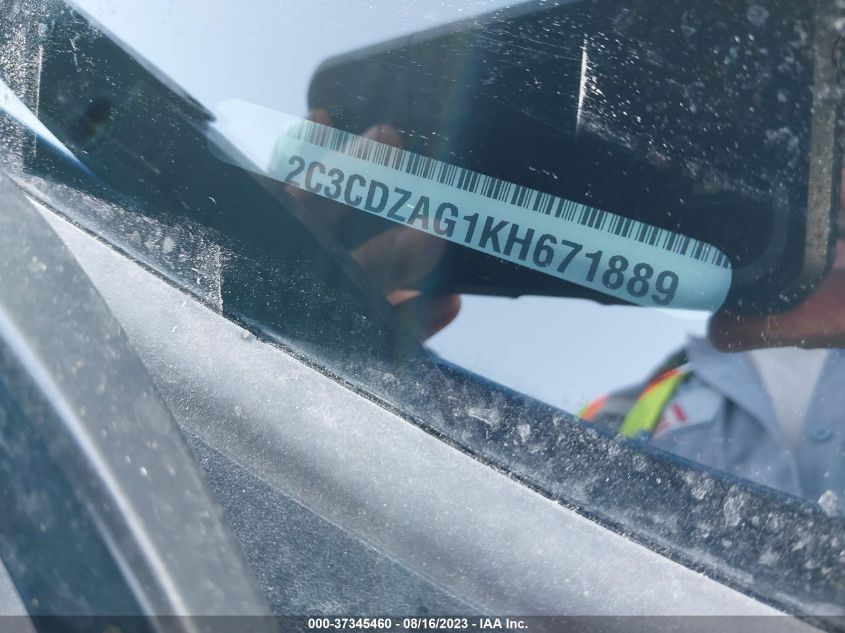 2C3CDZAG1KH671889
000-37345460 - 08/16/2023 - IAA Inc.